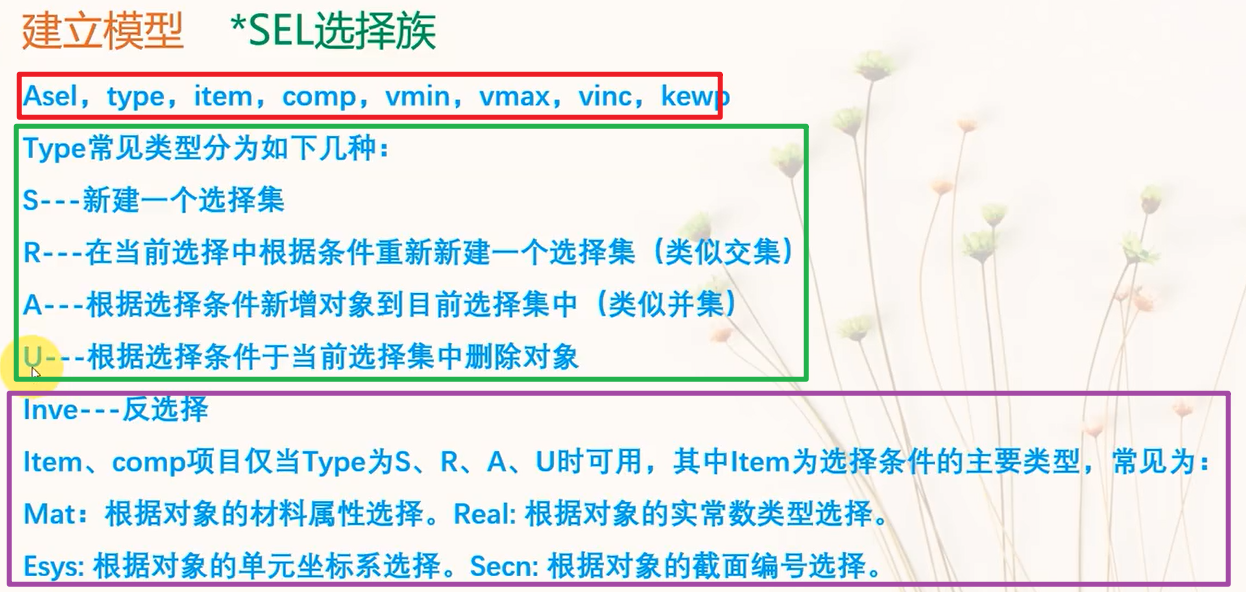 建立模型 *SEL选择族
Asel，type，item，comp，vmin，vmax，vinc，kewp
Type常见类型分为如下几种：
S---新建一个选择集
R---在当前选择中根据条件重新新建一个选择集（类似交集）
A---根据选择条件新增对象到目前选择集中（类似并集）
U---根据选择条件于当前选择集中删除对象
Inve---反选择
Item、comp项目仅当Type为S、R、A、U时可用，其中Item为选择条件的主要类型，常见为：
Mat：根据对象的材料属性选择。Real: 根据对象的实常数类型选择。
Esys: 根据对象的单元坐标系选择。Secn: 根据对象的截面编号选择。